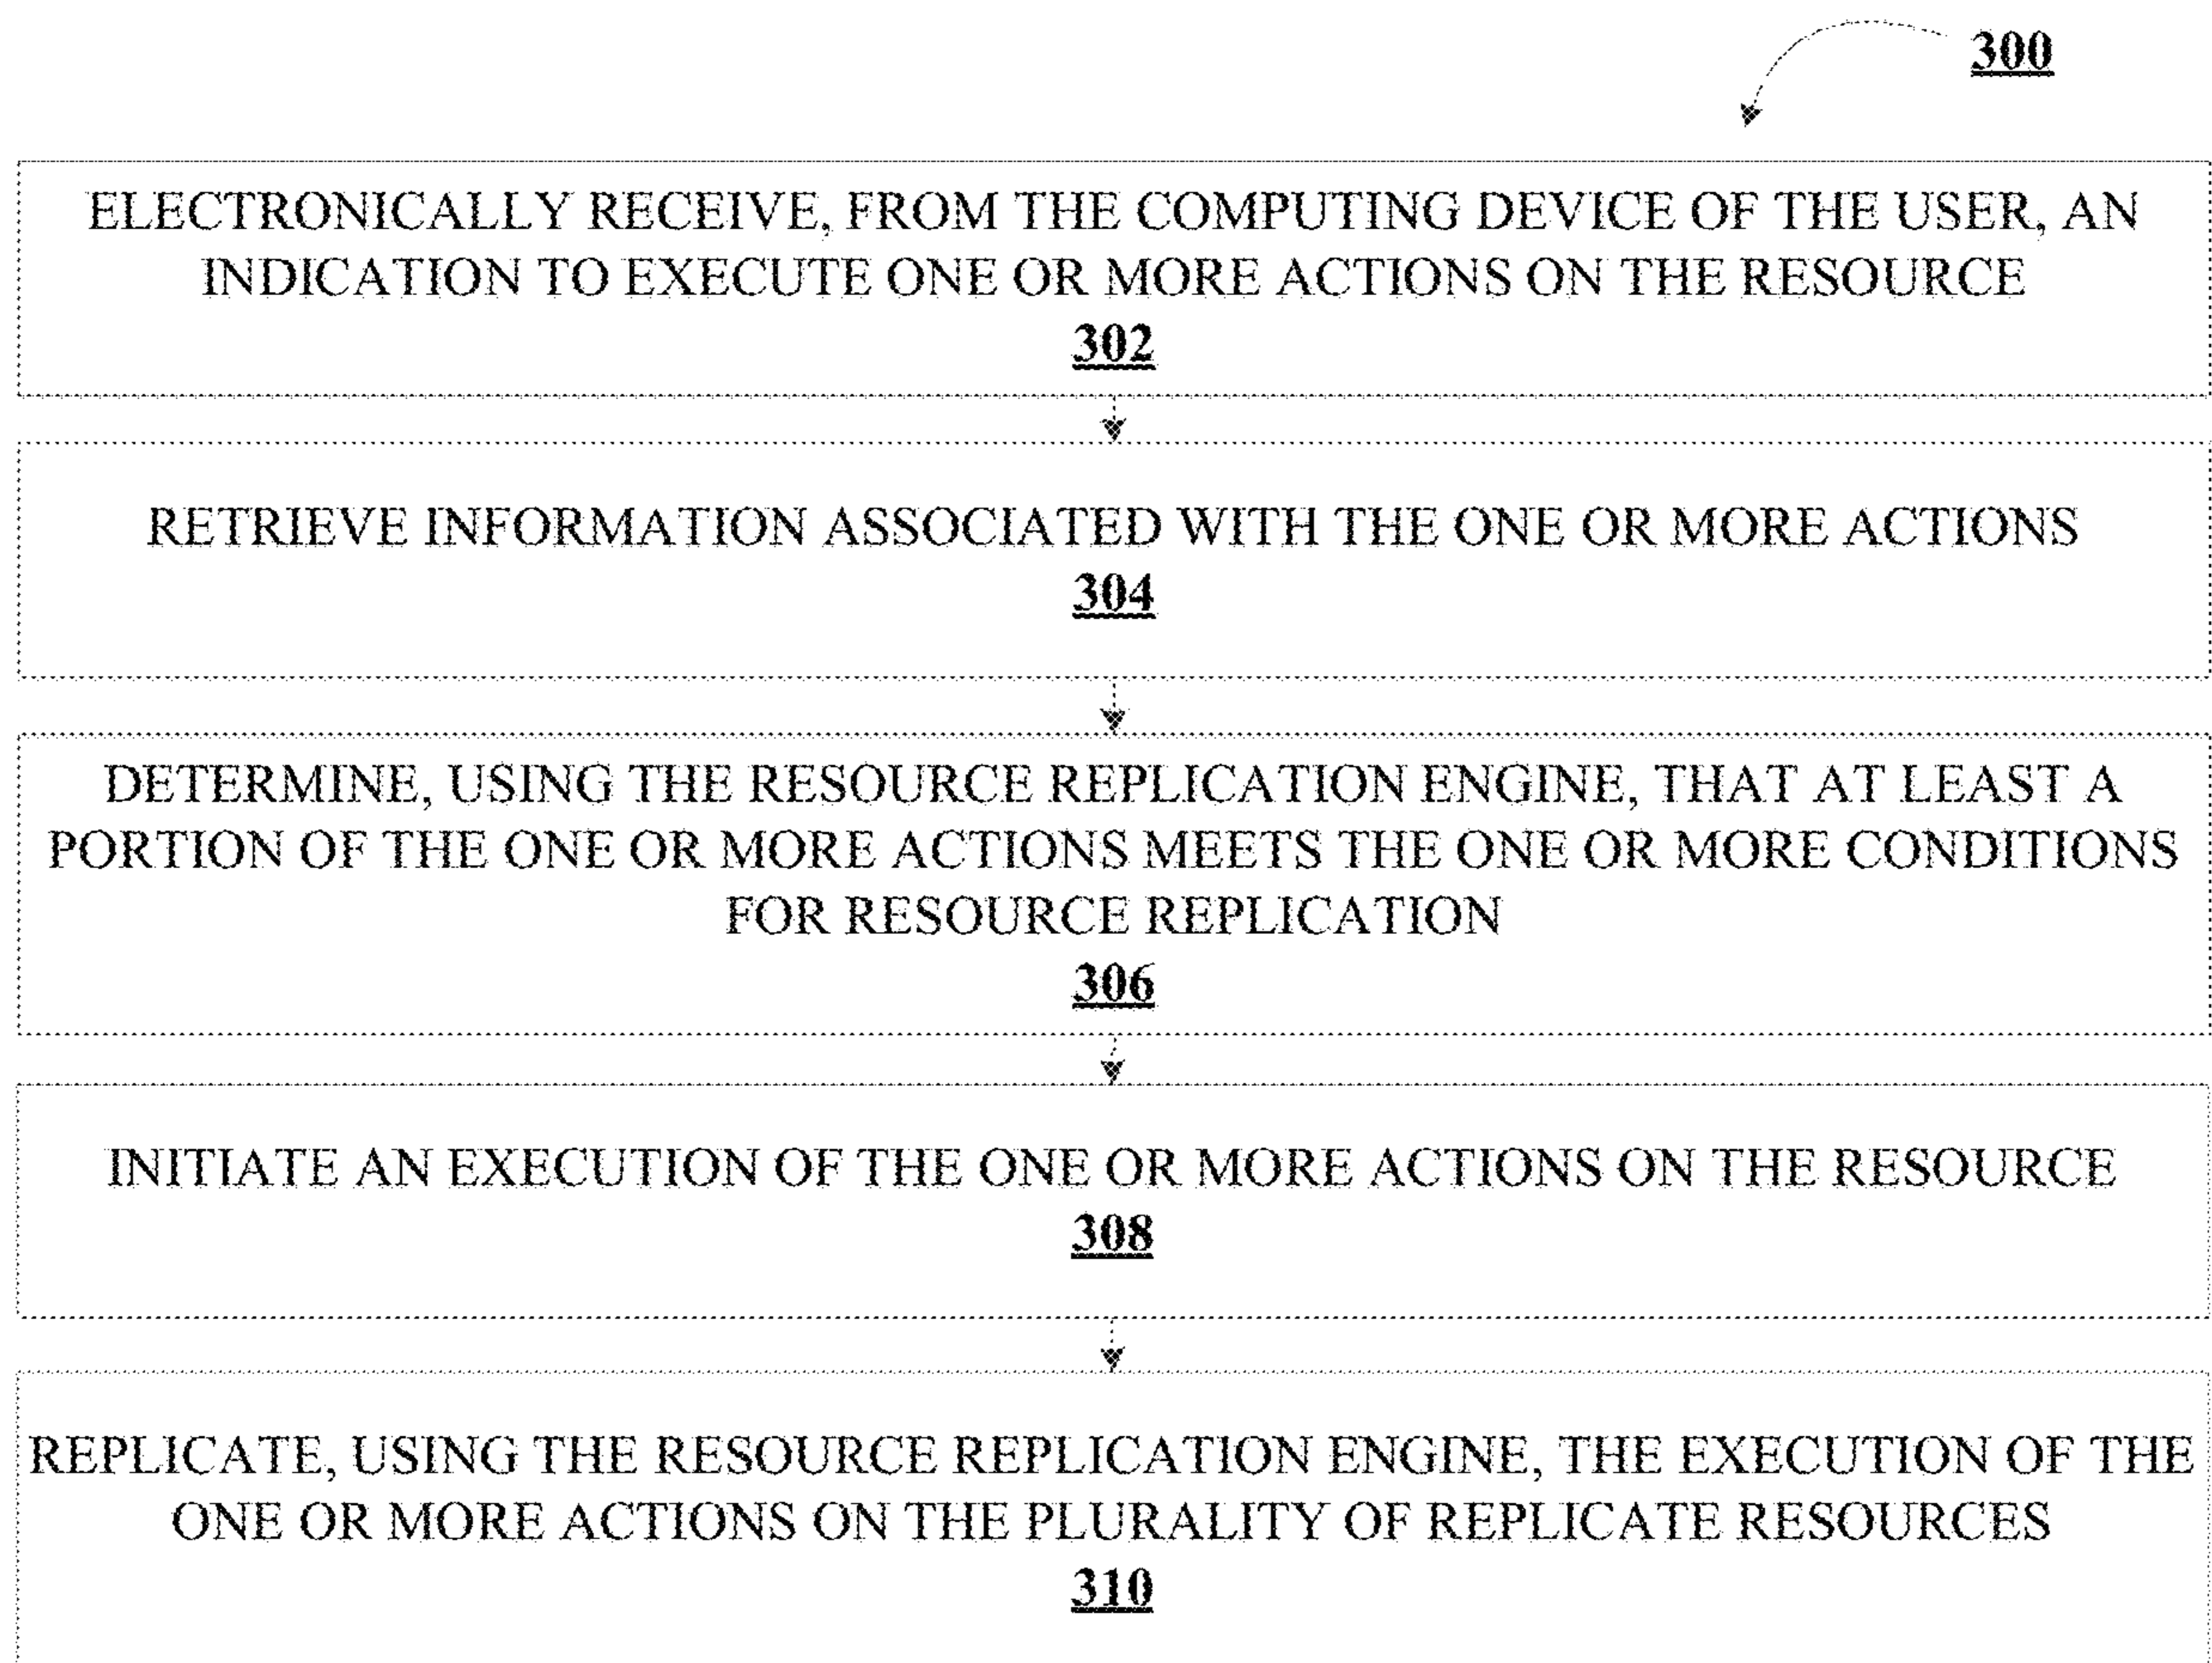 300
ELECTRONICALLY RECEIVE, FROM THE COMPUTING DEVICE OF THE USER, AN
INDICATION TO EXECUTE ONE OR MORE ACTIONS ON THE RESOURCE
302
RETRIEVE INFORMATION ASSOCIATED WITH THE ONE OR MORE ACTIONS
304
DETERMINE, USING THE RESOURCE REPLICATION ENGINE, THAT AT LEAST A
PORTION OF THE ONE OR MORE ACTIONS MEETS THE ONE OR MORE CONDITIONS
FOR RESOURCE REPLICATION
306
INITIATE AN EXECUTION OF THE ONE OR MORE ACTIONS ON THE RESOURCE
308
REPLICATE, USING THE RESOURCE REPLICATION ENGINE, THE EXECUTION OF THE
ONE OR MORE ACTIONS ON THE PLURALITY OF REPLICATE RESOURCES
310